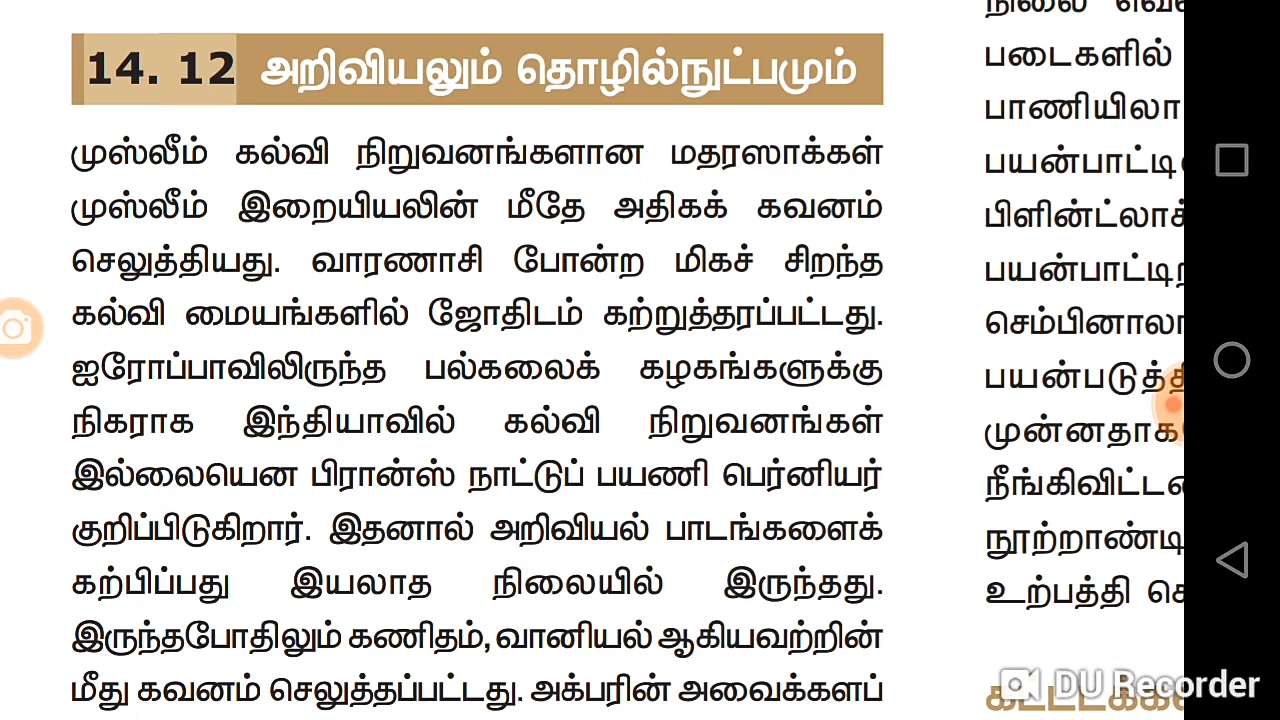 14. 12 அறிவியலும் தொழில்நுட்பமும்
முஸ்லீம் கல்வி நிறுவனங்களான மதரஸாக்கள்
முஸ்லீம் இறையியலின் மீதே அதிகக் கவனம்
செலுத்தியது. வாரணாசி போன்ற மிகச் சிறந்த
கல்வி மையங்களில் ஜோதிடம் கற்றுத்தரப்பட்டது.
ஐரோப்பாவிலிருந்த பல்கலைக் கழகங்களுக்கு
நிகராக இந்தியாவில் கல்வி நிறுவனங்கள்
இல்லையென பிரான்ஸ் நாட்டுப் பயணி பெர்னியர்
குறிப்பிடுகிறார். இதனால் அறிவியல் பாடங்களைக்
கற்பிப்பது இயலாத நிலையில் இருந்தது.
இருந்தபோதிலும் கணிதம், வானியல் ஆகியவற்றின்
மீது கவனம் செலுத்தப்பட்டது. அக்பரின் அவைக்களப்
படைகளில்
பாணியிலா
பயன்பாட்டி
பிளின்ட்லாக்
பயன்பாட்டிற
செம்பினாலா
பயன்படுத்தி
முன்னதாக
நீங்கிவிட்ட
நூற்றாண்டி
உற்பத்தி செ
DU Recorder